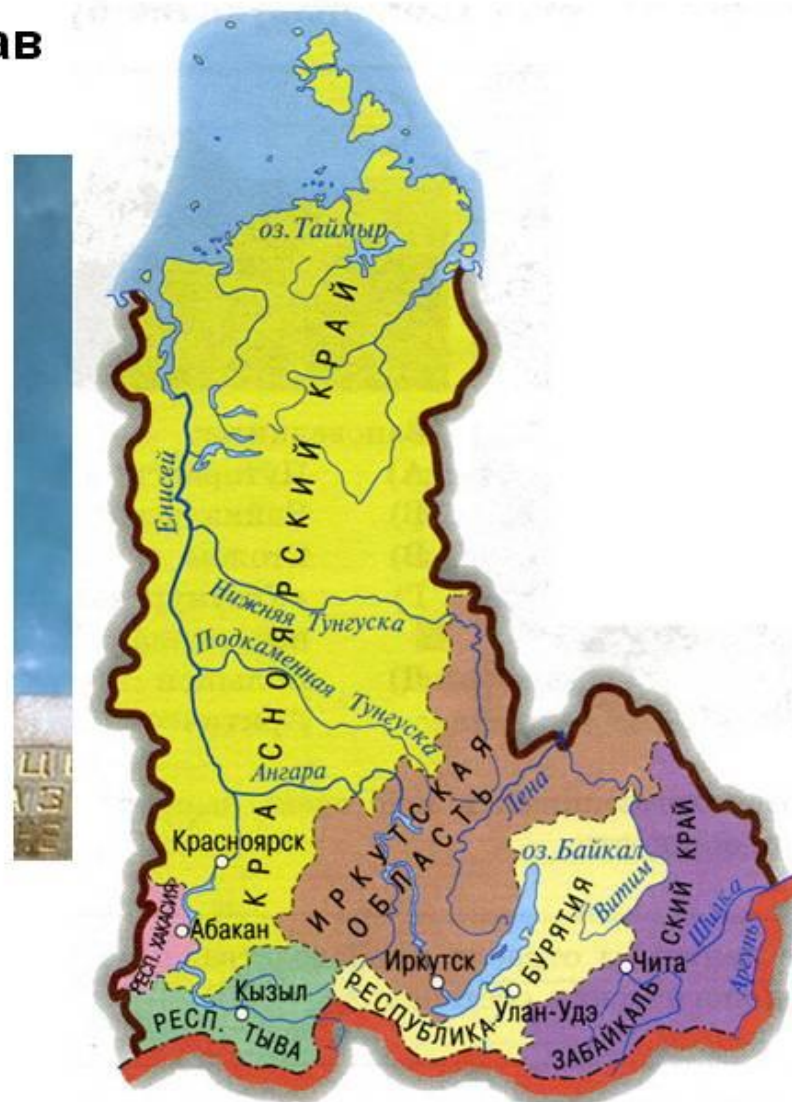 ав
оз. Таймыр
КРАСНОЯРСКИЙ КРАЙ
Енисей
Нижняя Тунгуска
Подкаменная Тунгуска
Ангара
Лена
ИРКУТСКАЯ
ОБЛАСТЬ
Красноярск
оз. Байкал
Витим
РЕСП. ХАКАСИЯ
Абакан
Иркутск
БУРЯТИЯ
РЕСПУБЛИКА
Улан-Удэ
Чита
Шилка
Аргунь
ЗАБАЙКАЛЬСКИЙ КРАЙ
Кызыл
РЕСП. ТЫВА